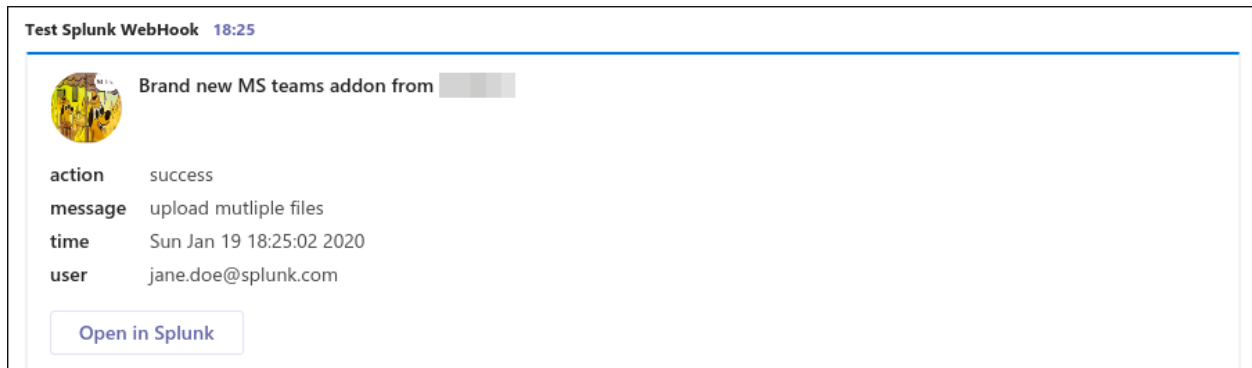 Test Splunk WebHook 18:25
Brand new MS teams addon from
action success
message upload mutliple files
time Sun Jan 19 18:25:02 2020
user jane.doe@splunk.com
Open in Splunk